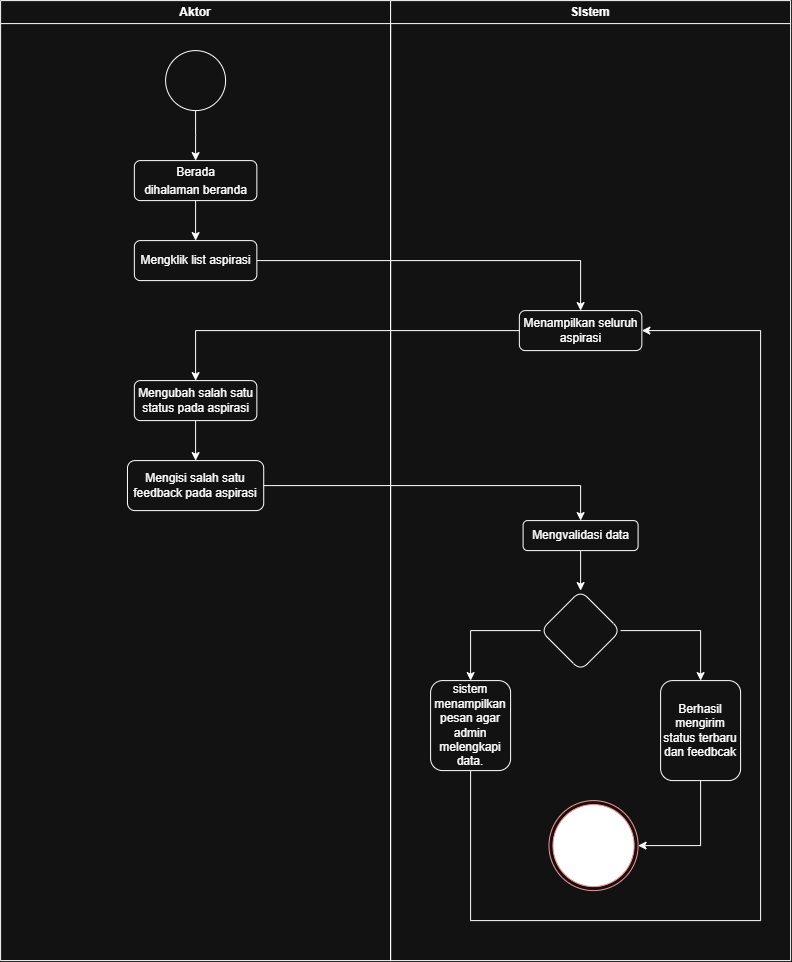 Aktor
SIstem
Berada
dihalaman beranda
Mengklik list aspirasi
Menampilkan seluruh
aspirasi
Mengubah salah satu
status pada aspirasi
Mengisi salah satu
feedback pada aspirasi
Mengvalidasi data
sistem
menampilkan
pesan agar
admin
melengkapi
data.
Berhasil
mengirim
status terbaru
dan feedbcak